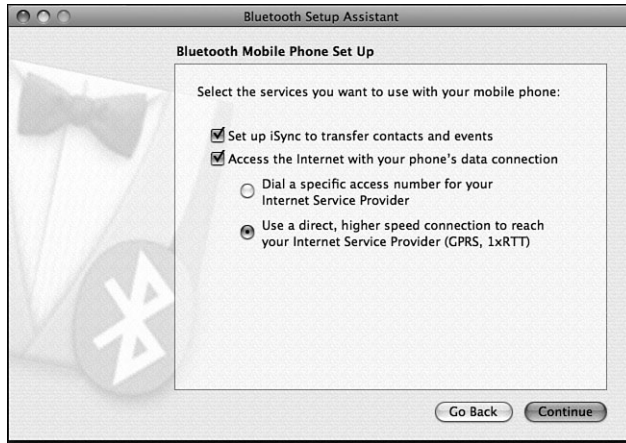 Bluetooth Setup Assistant
Bluetooth Mobile Phone Set Up
Select the services you want to use with your mobile phone:
Set up iSync to transfer contacts and events
Access the Internet with your phone's data connection
Dial a specific access number for your
Internet Service Provider
Use a direct, higher speed connection to reach
your Internet Service Provider (GPRS, 1xRTT)
Go Back
Continue